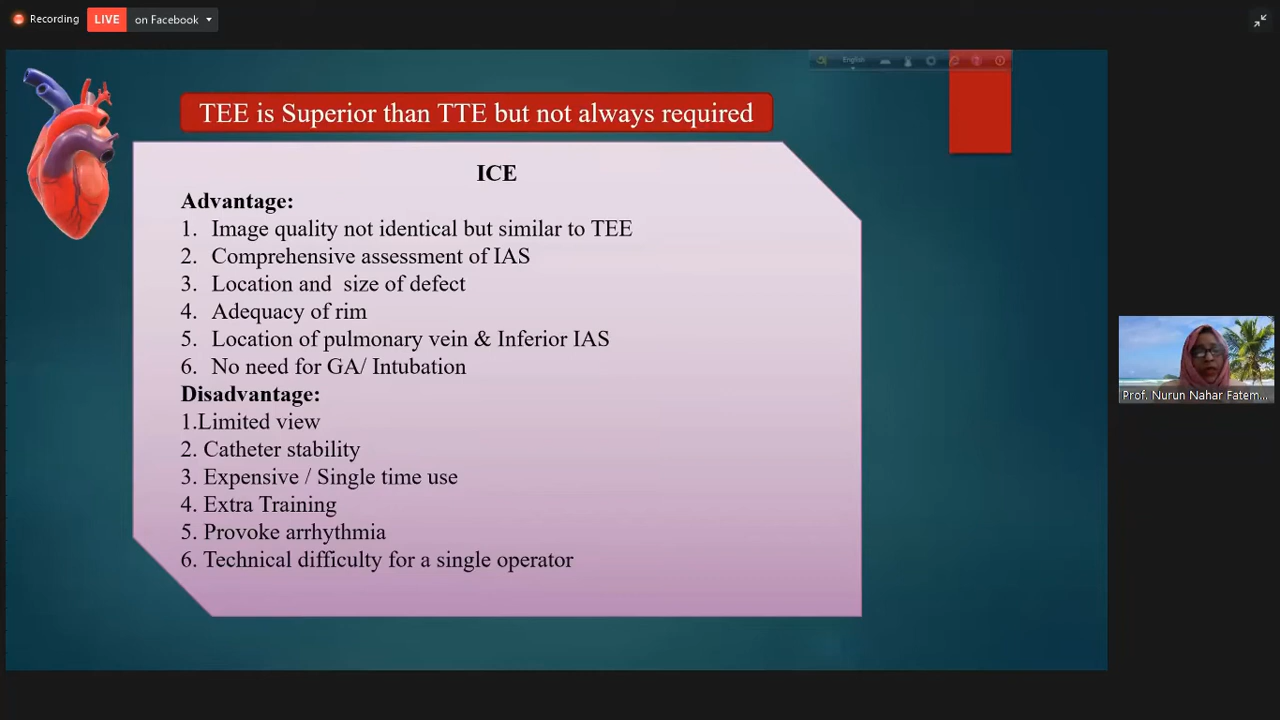 Recording
LIVE
on Facebook
English
TEE is Superior than TTE but not always required
ICE
Advantage:
1. Image quality not identical but similar to TEE
2. Comprehensive assessment of IAS
3. Location and size of defect
4. Adequacy of rim
5. Location of pulmonary vein & Inferior IAS
6. No need for GA/ Intubation
Disadvantage:
1.Limited view
2. Catheter stability
3. Expensive / Single time use
4. Extra Training
5. Provoke arrhythmia
6. Technical difficulty for a single operator
Prof. Nurun Nahar Fatem...